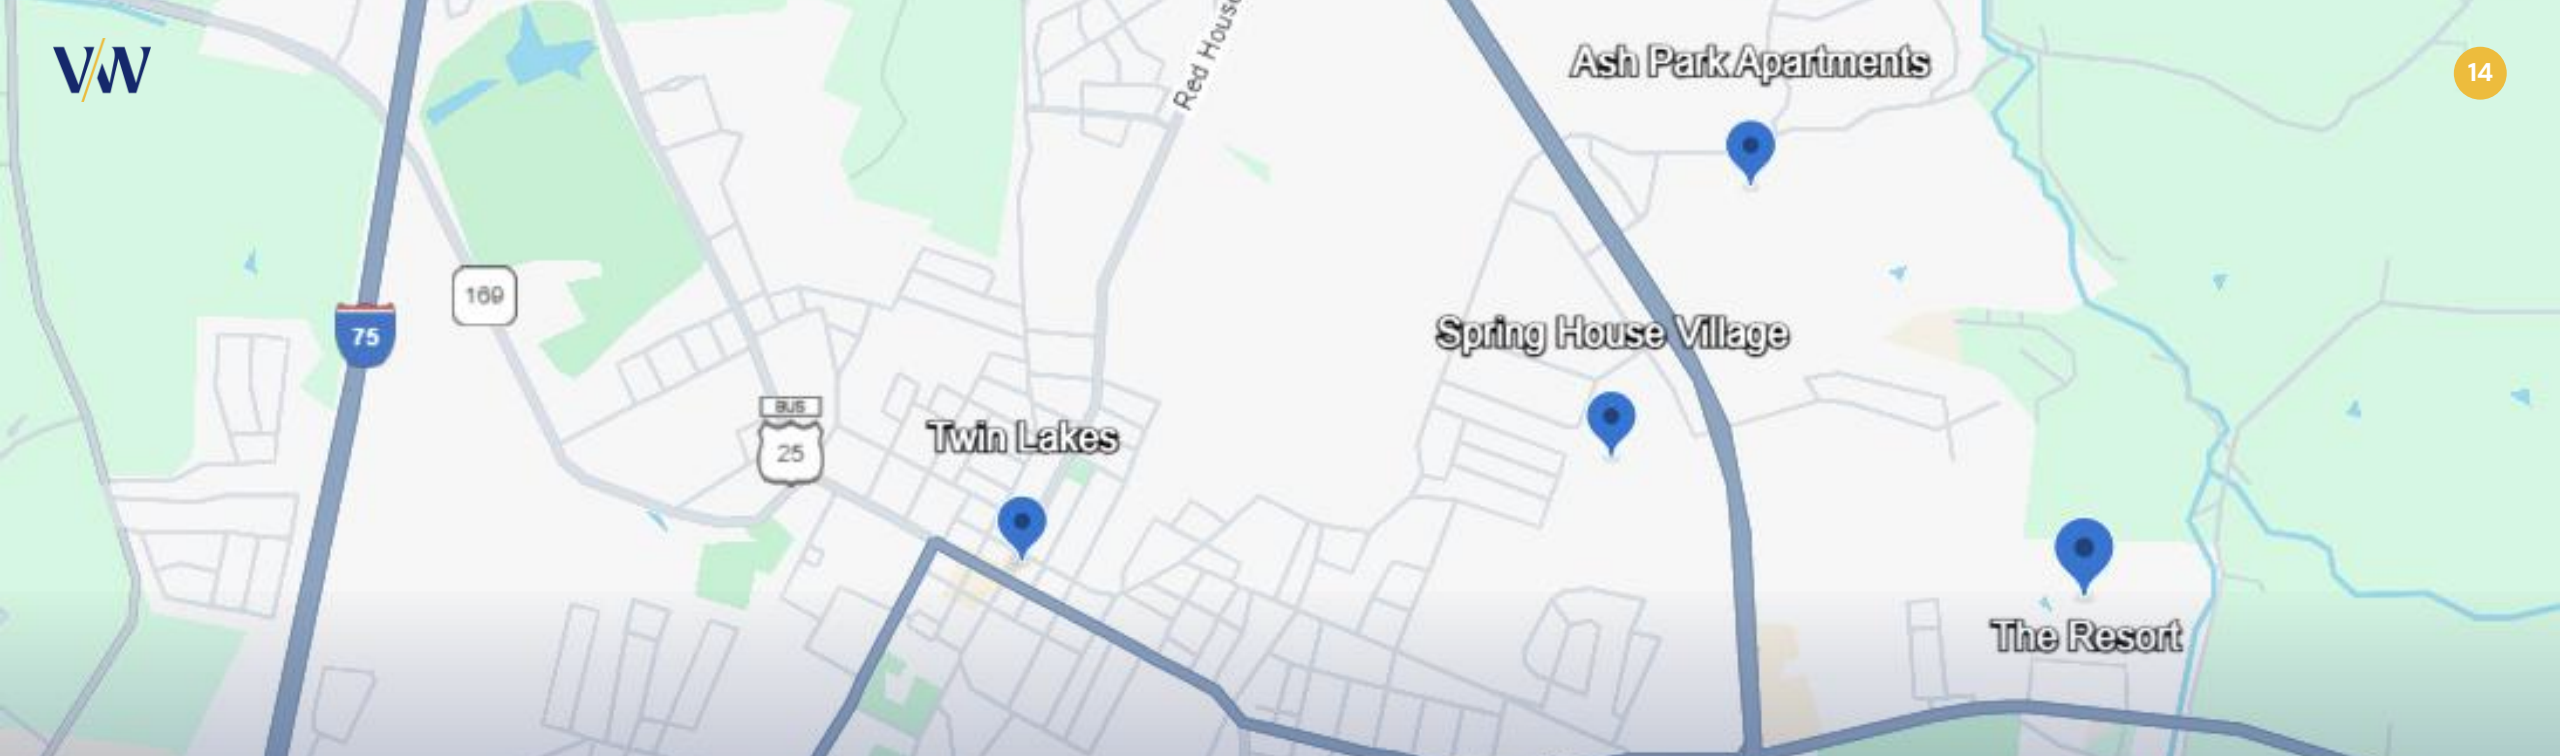 VW
14
Red House
Ash Park Apartments
169
75
Spring House Village
BUS
25
Twin Lakes
The Resort